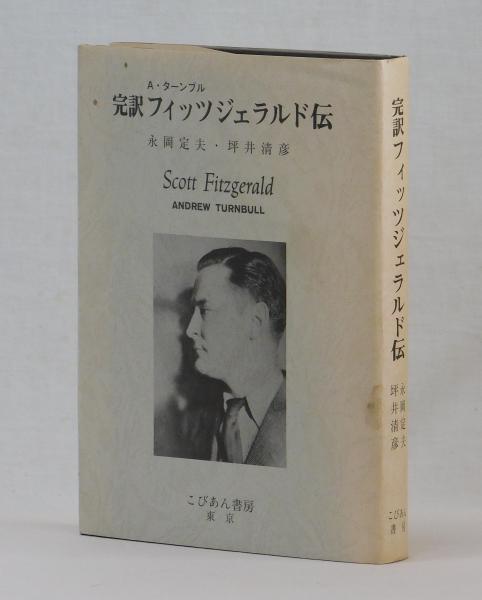 A・ターンブル
完訳フィッツジェラルド伝
永岡定夫・坪井清彦
Scott Fitzgerald
ANDREW TURNBULL
こびあん書房
東京
完訳フィッツジェラルド伝
永岡定夫
坪井清彦
こびあん
書房